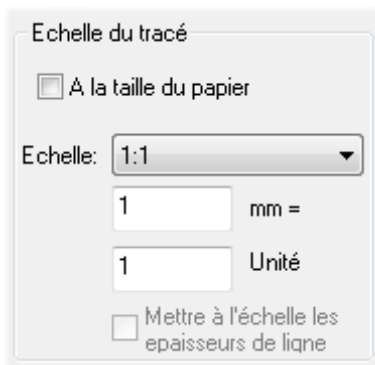 Echelle du tracé
A la taille du papier
Echelle: 1:1
1 mm =
1 Unité
Mettre à l'échelle les
epaisseurs de ligne